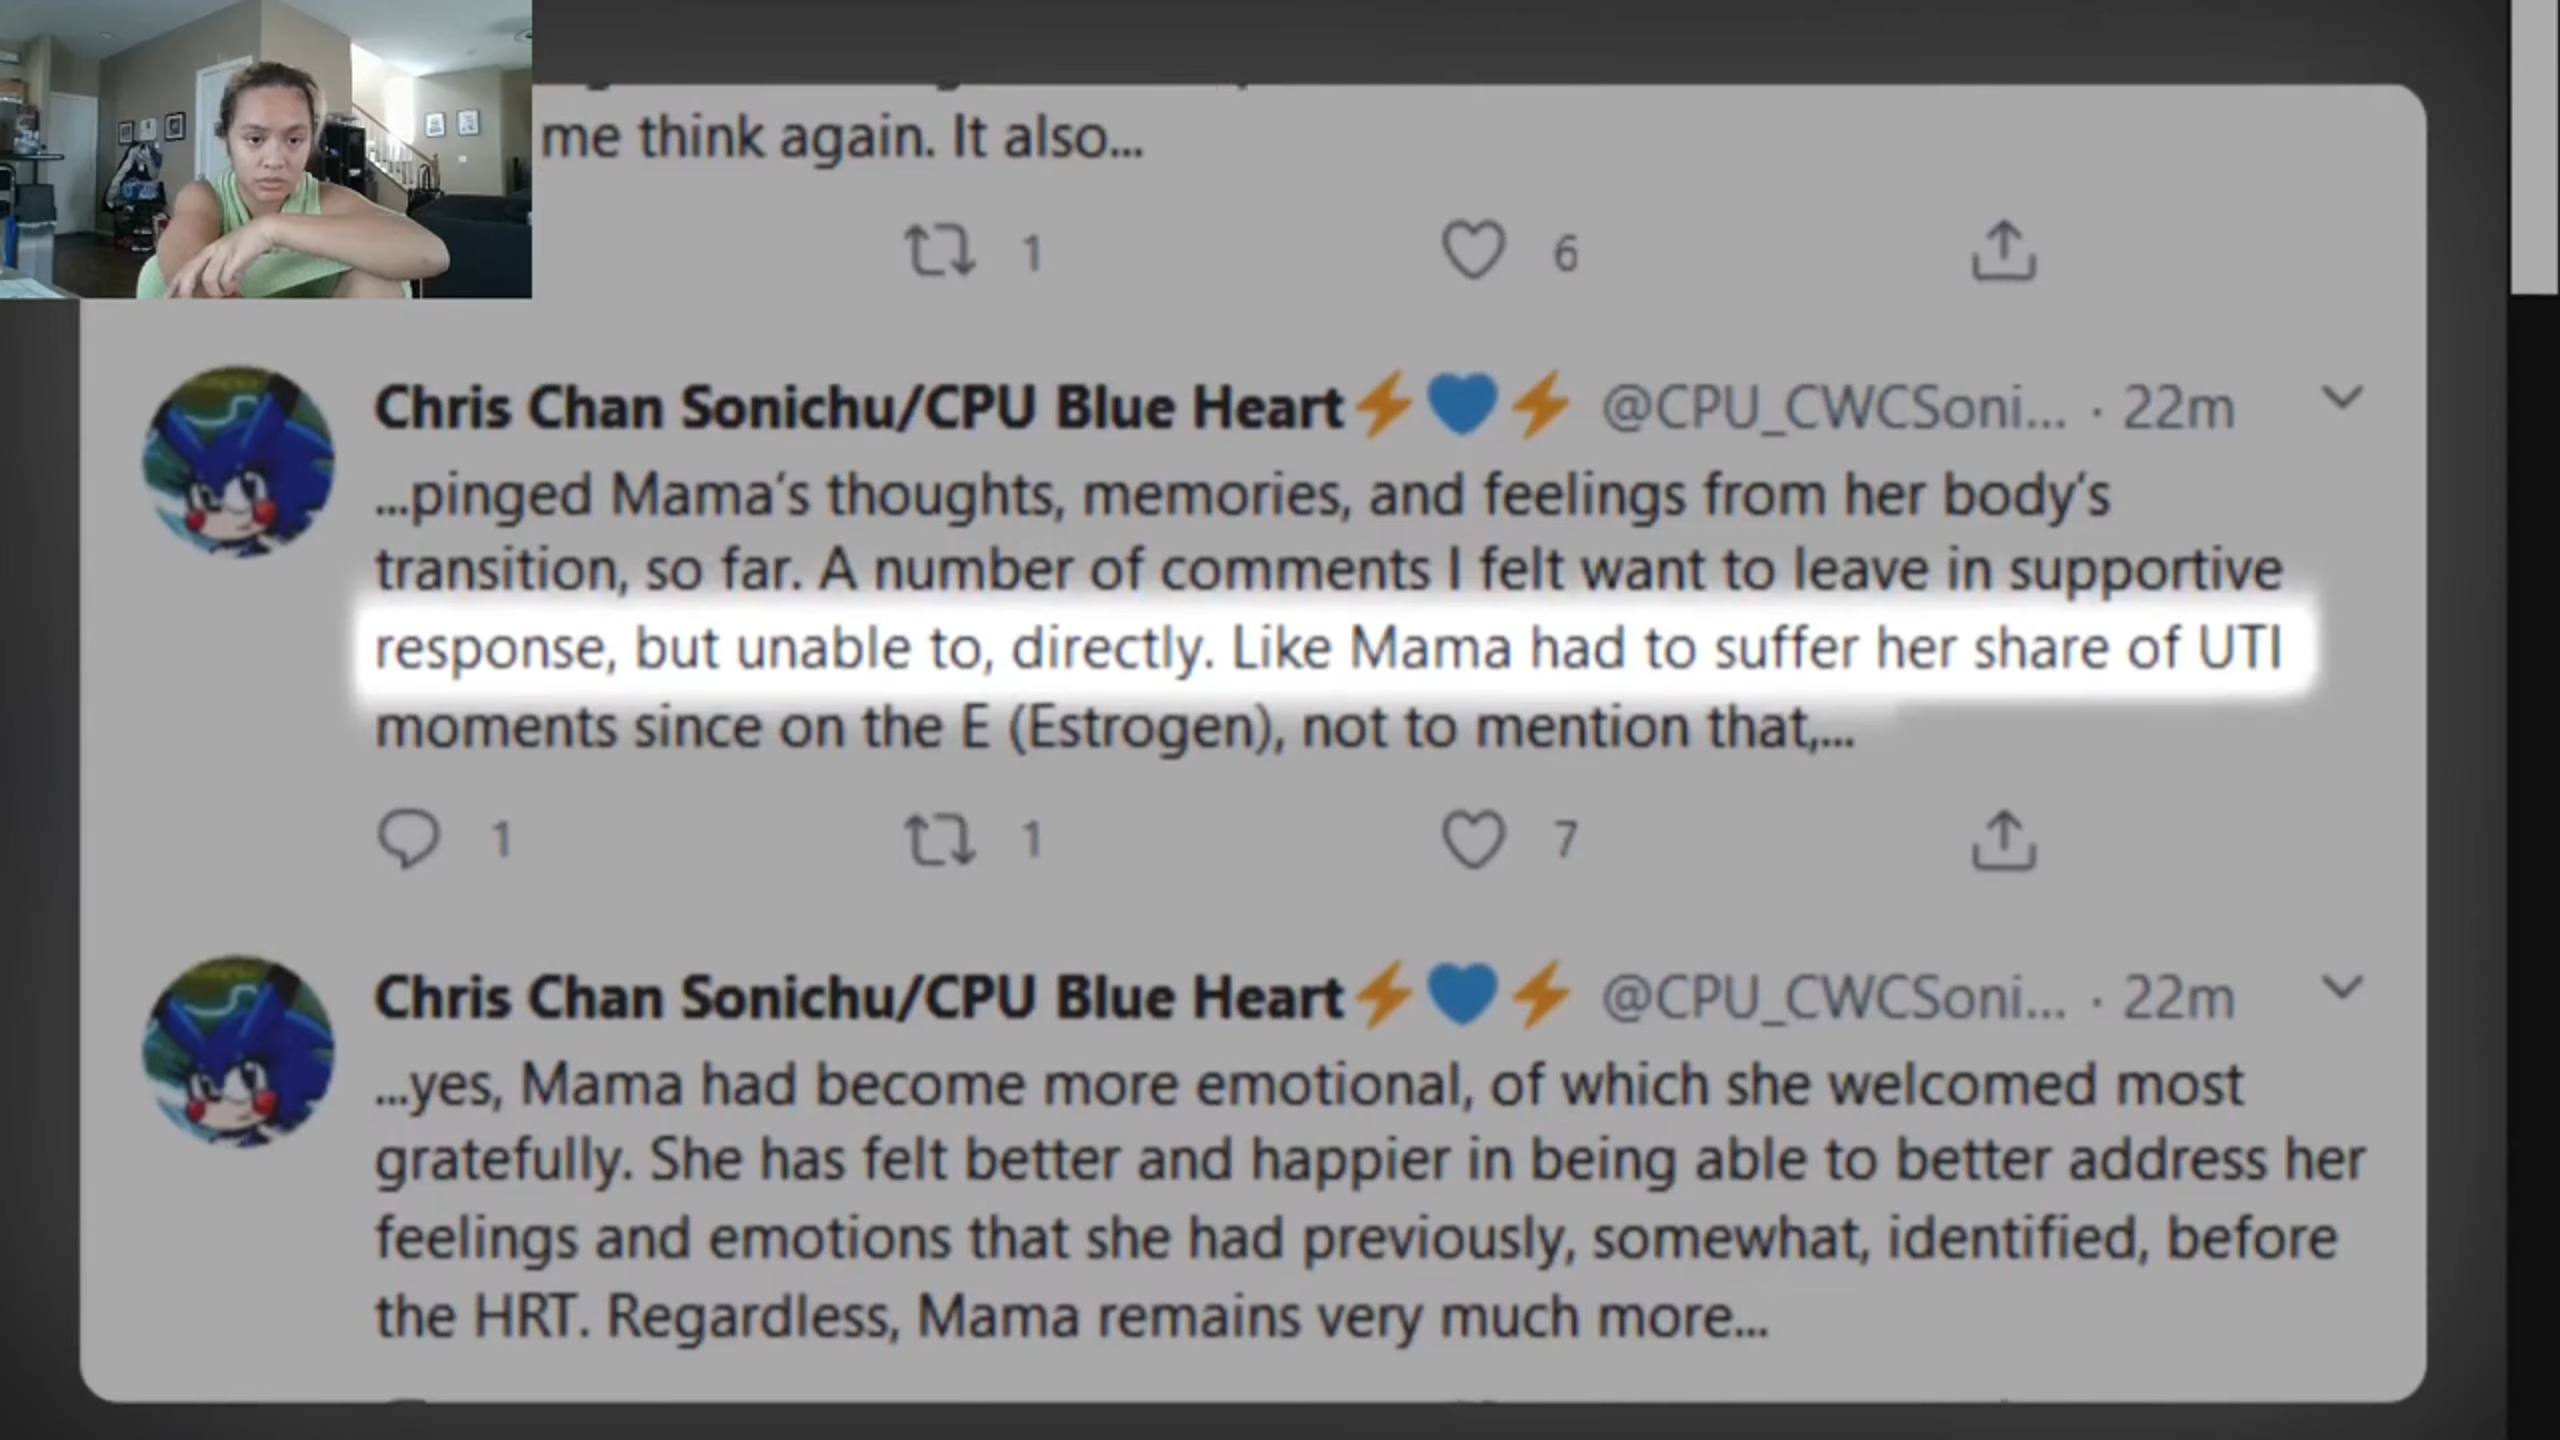 me think again. It also...
1 6
Chris Chan Sonichu/CPU Blue Heart⚡💙⚡ @CPU_CWCSoni... · 22m
...pinged Mama's thoughts, memories, and feelings from her body's
transition, so far. A number of comments I felt want to leave in supportive
response, but unable to, directly. Like Mama had to suffer her share of UTI
moments since on the E (Estrogen), not to mention that,...
1 1 7
Chris Chan Sonichu/CPU Blue Heart⚡💙⚡ @CPU_CWCSoni... · 22m
...yes, Mama had become more emotional, of which she welcomed most
gratefully. She has felt better and happier in being able to better address her
feelings and emotions that she had previously, somewhat, identified, before
the HRT. Regardless, Mama remains very much more...